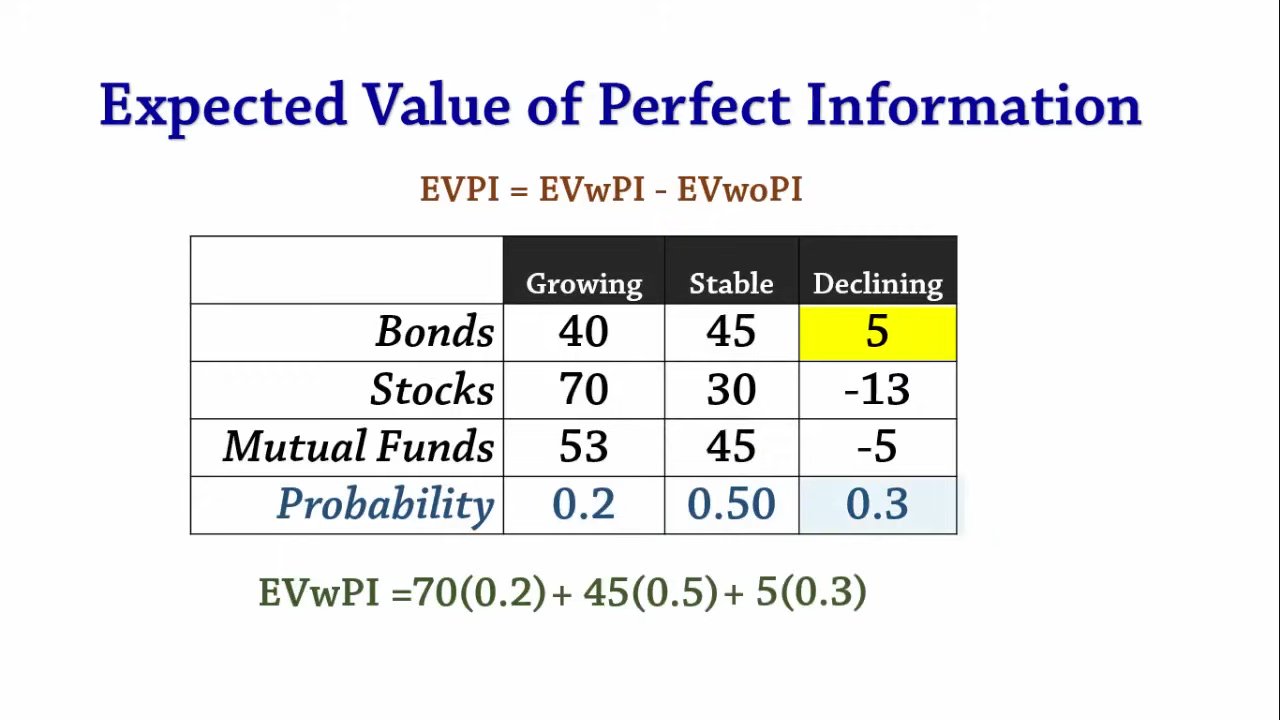 Expected Value of Perfect Information
EVPI = EVwPI - EVwoPI
Growing Stable Declining
Bonds 40 45 5
Stocks 70 30 -13
Mutual Funds 53 45 -5
Probability 0.2 0.50 0.3
EVwPI =70(0.2)+ 45(0.5)+ 5(0.3)